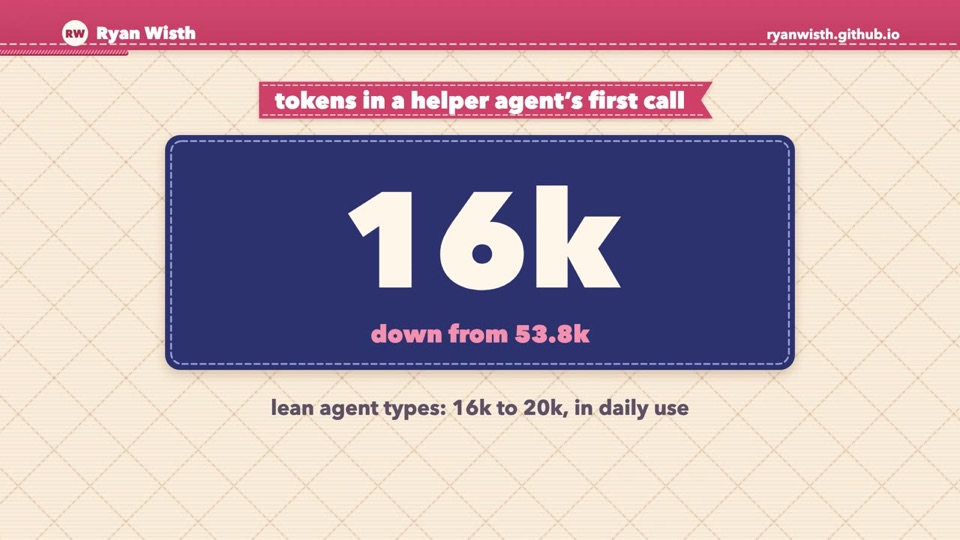 RW Ryan Wisth
ryanwisth.github.io
tokens in a helper agent’s first call
16k
down from 53.8k
lean agent types: 16k to 20k, in daily use